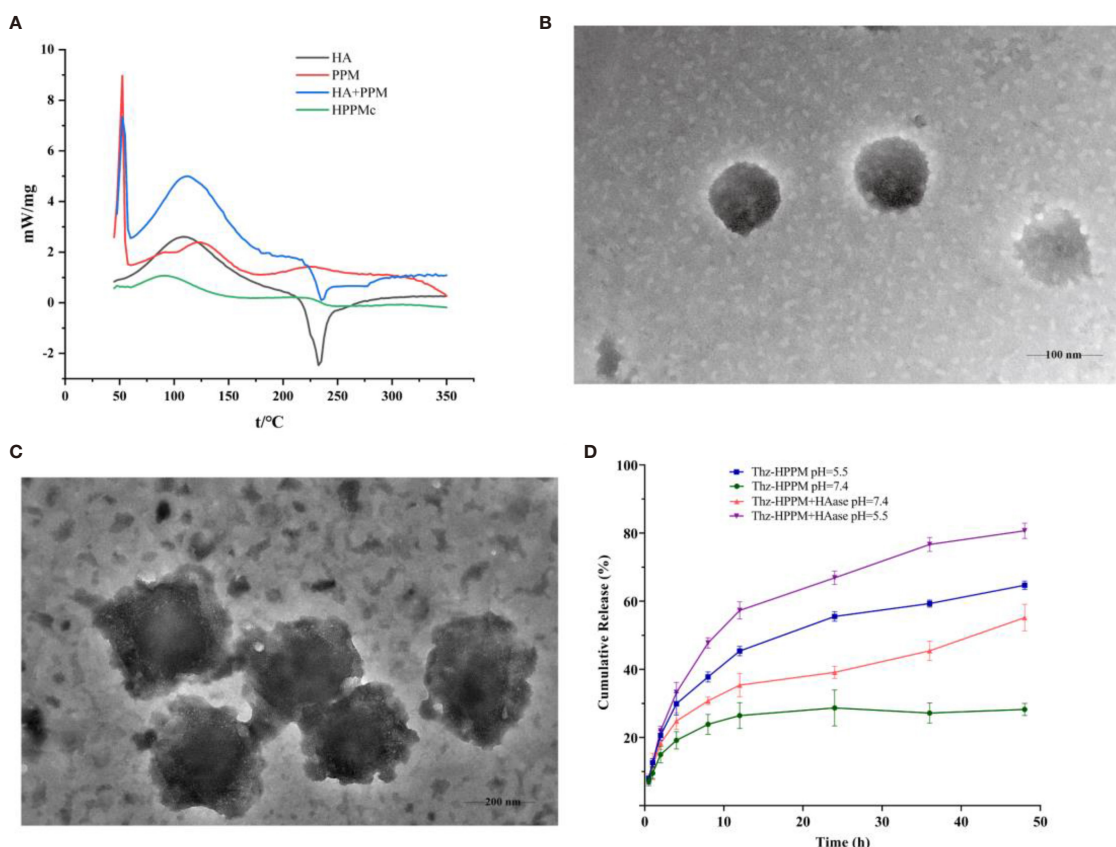 A
10
8
6
4
2
0
-2
mW/mg
0
50
100
150
200
250
300
350
t/°C
HA
PPM
HA+PPM
HPPMc
B
100 nm
C
200 nm
D
100
80
60
40
20
Cumulative Release (%)
0
10
20
30
40
50
Time (h)
Thz-HPPM pH=5.5
Thz-HPPM pH=7.4
Thz-HPPM+HAase pH=7.4
Thz-HPPM+HAase pH=5.5